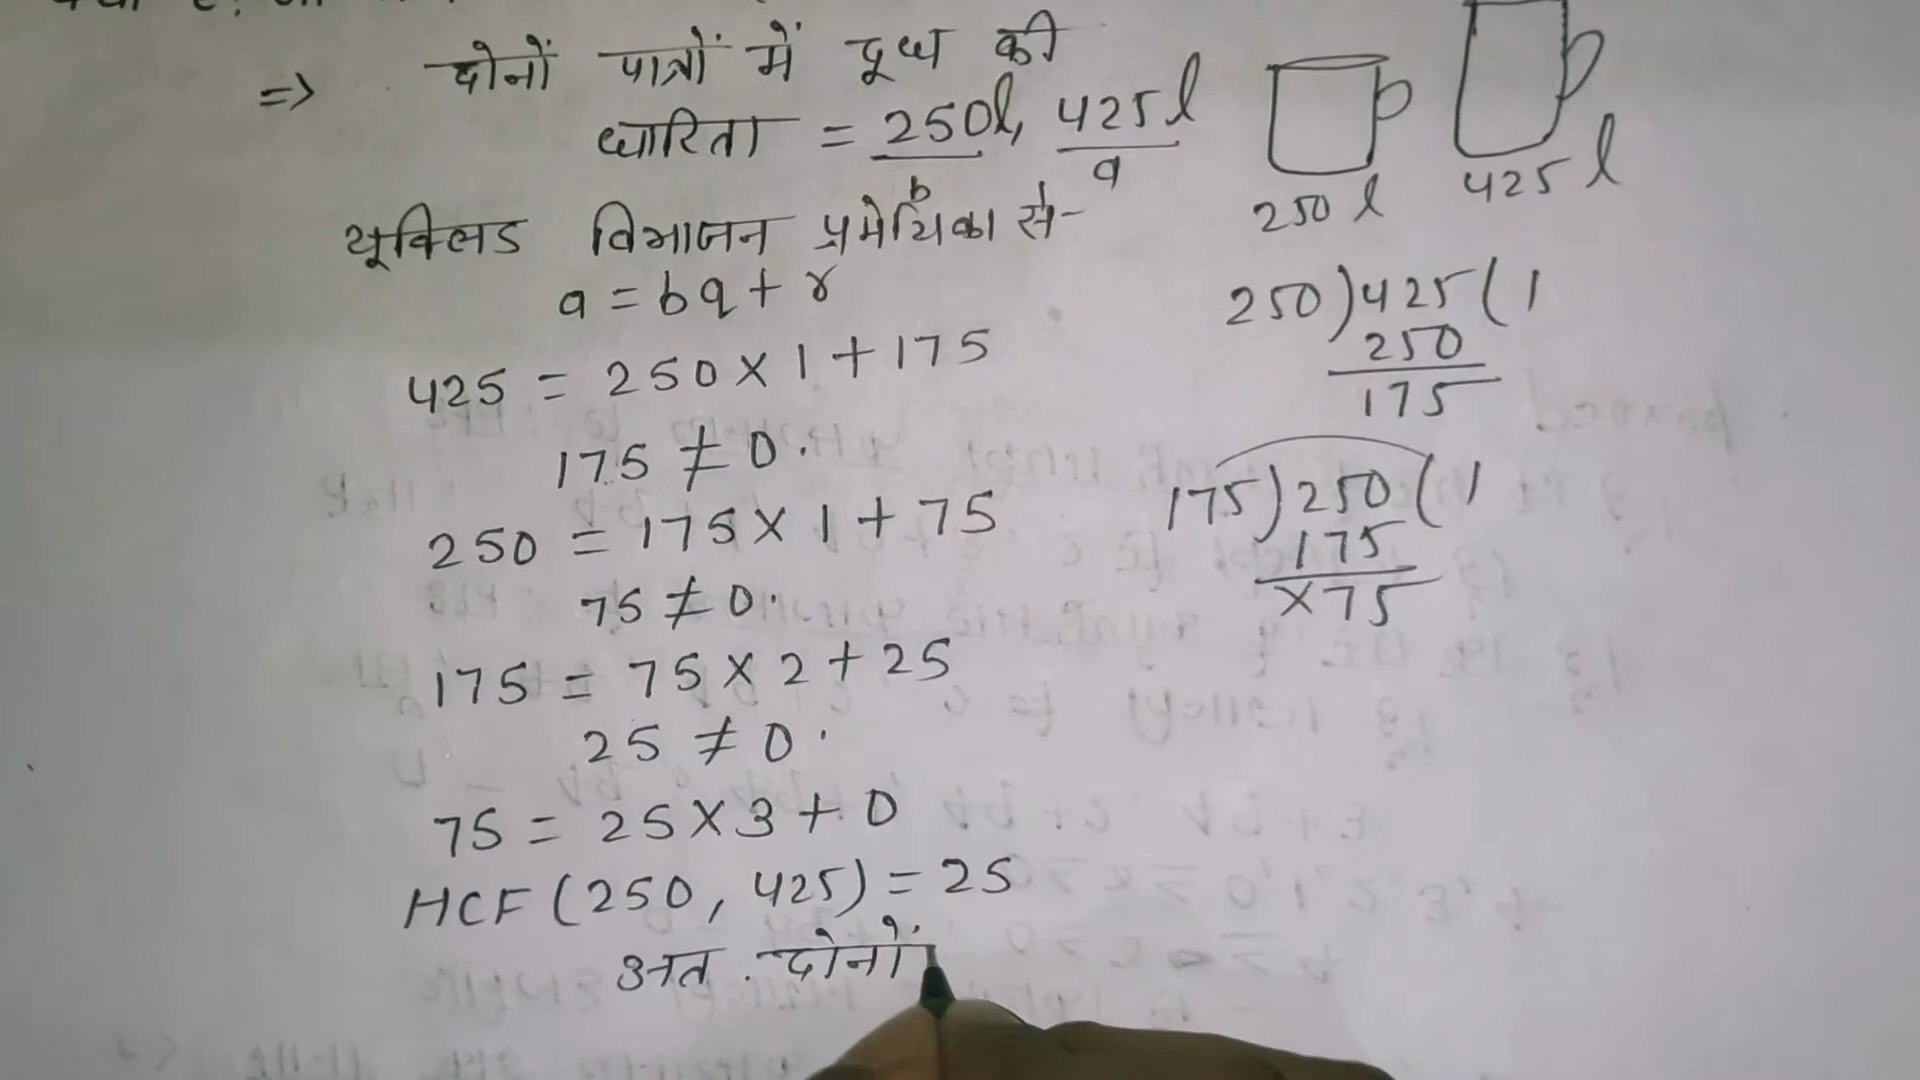 => दोनों पात्रों में दूध की
धारिता = 250l, 425l
b a
यूक्लिड विभाजन प्रमेयिका से-
a = bq + r
425 = 250 × 1 + 175
175 ≠ 0.
250 = 175 × 1 + 75
75 ≠ 0.
175 = 75 × 2 + 25
25 ≠ 0.
75 = 25 × 3 + 0
HCF (250, 425) = 25
अत. दोनों
250 l 425 l
250)425(1
250
175
175)250(1
175
×75